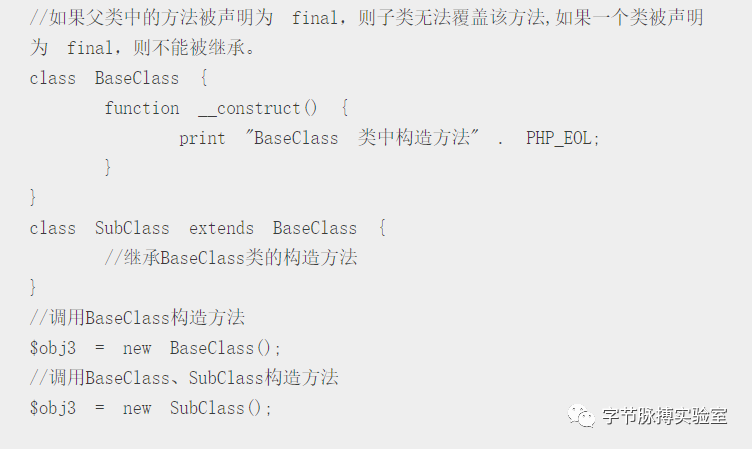 //如果父类中的方法被声明为 final，则子类无法覆盖该方法,如果一个类被声明
为 final，则不能被继承。
class BaseClass {
function __construct() {
print "BaseClass 类中构造方法" . PHP_EOL;
}
}
class SubClass extends BaseClass {
//继承BaseClass类的构造方法
}
//调用BaseClass构造方法
$obj3 = new BaseClass();
//调用BaseClass、SubClass构造方法
$obj3 = new SubClass();
字节脉搏实验室